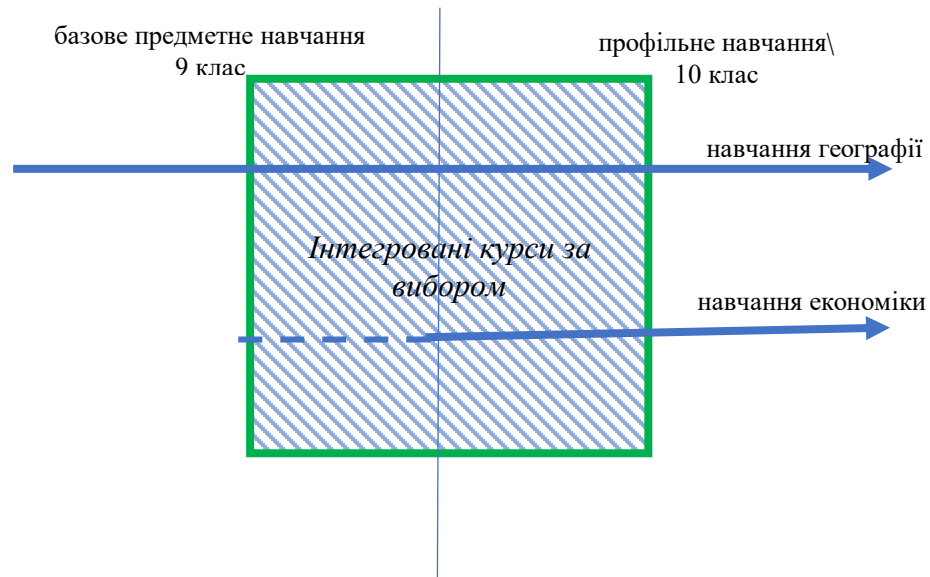 базове предметне навчання
9 клас
профільне навчання\
10 клас
навчання географії
Інтегровані курси за
вибором
навчання економіки